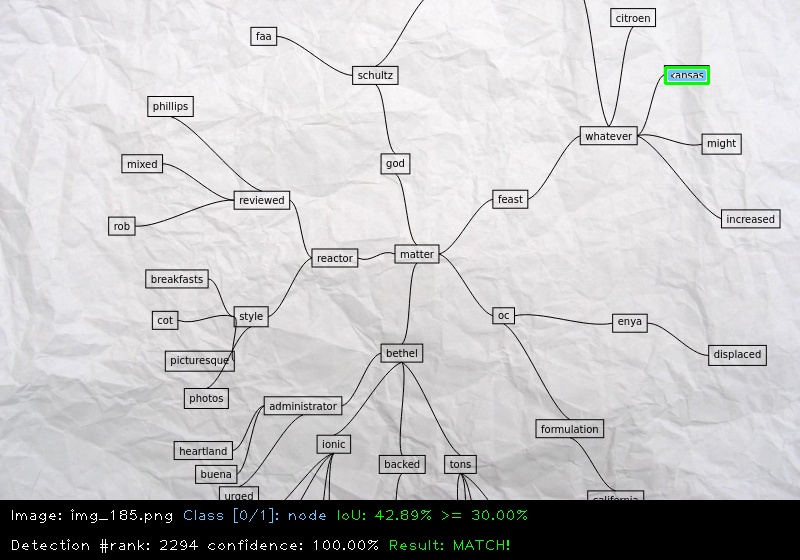 citroen
faa
schultz
kansas
phillips
whatever
might
mixed
god
reviewed
feast
rob
increased
reactor
matter
breakfasts
style
cot
oc
enya
picturesque
bethel
displaced
photos
administrator
formulation
heartland
ionic
buena
backed
tons
urged
california
Image: img_185.png Class [0/1]: node IoU: 42.89% >= 30.00%
Detection #rank: 2294 confidence: 100.00% Result: MATCH!